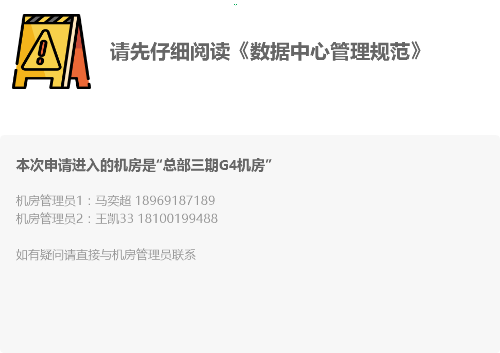 请先仔细阅读《数据中心管理规范》
本次申请进入的机房是“总部三期G4机房”
机房管理员1：马奕超 18969187189
机房管理员2：王凯33 18100199488
如有疑问请直接与机房管理员联系